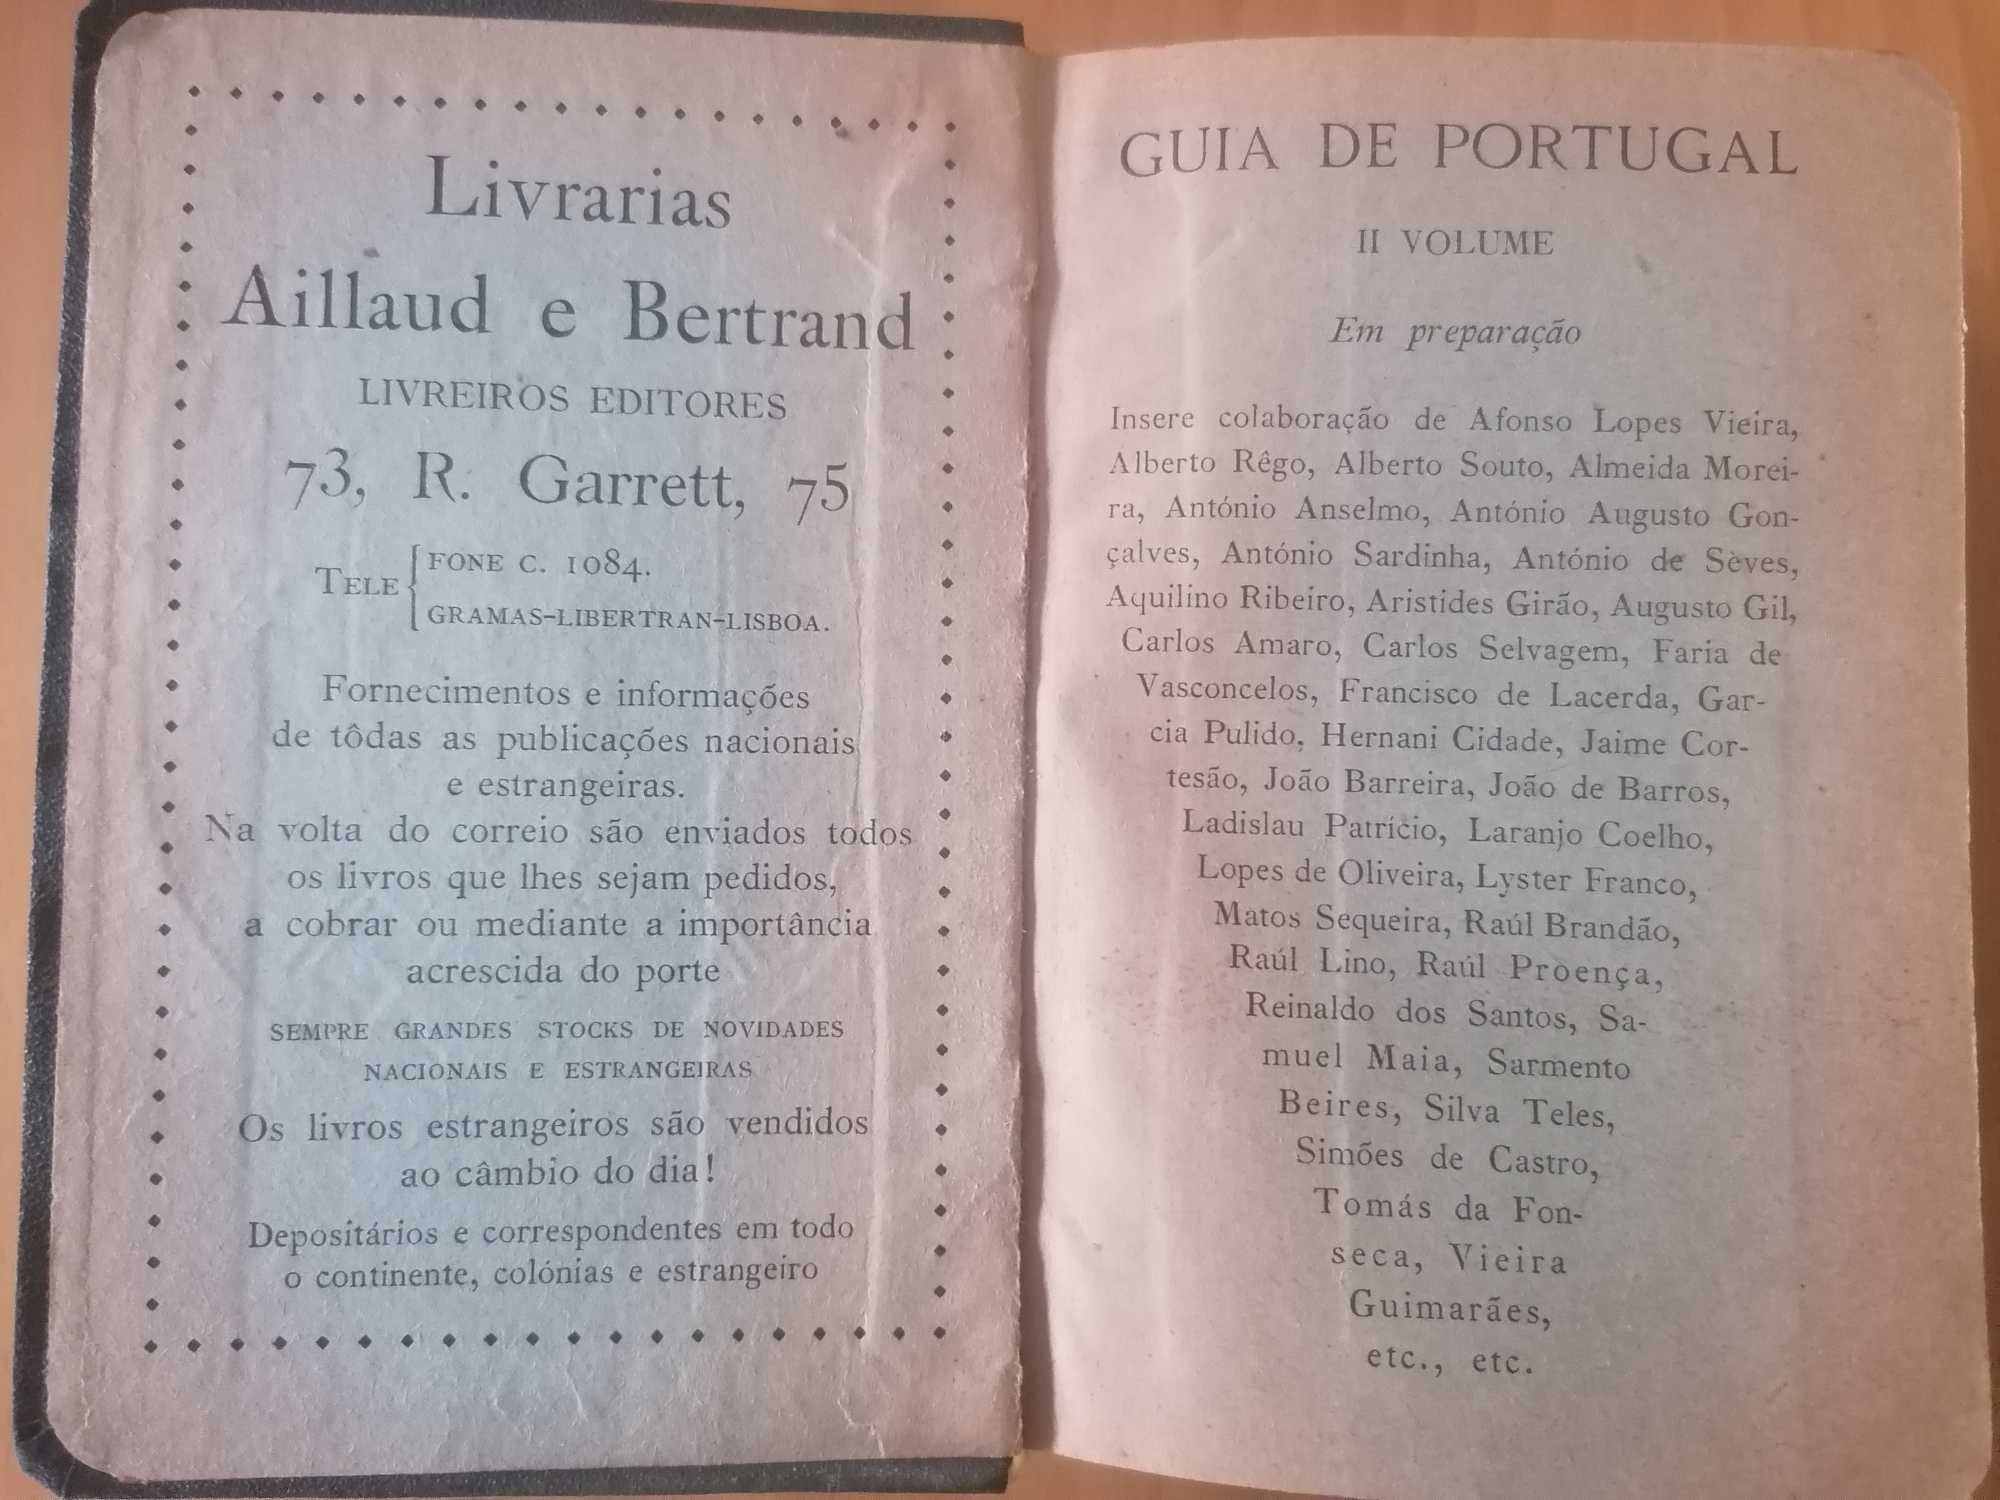 Livrarias
Aillaud e Bertrand
LIVREIROS EDITORES
73, R. Garrett, 75
TELE { FONE C. 1084.
GRAMAS-LIBERTRAN-LISBOA.
Fornecimentos e informações
de tôdas as publicações nacionais
e estrangeiras.
Na volta do correio são enviados todos
os livros que lhes sejam pedidos,
a cobrar ou mediante a importância
acrescida do porte
SEMPRE GRANDES STOCKS DE NOVIDADES
NACIONAIS E ESTRANGEIRAS
Os livros estrangeiros são vendidos
ao câmbio do dia!
Depositários e correspondentes em todo
o continente, colónias e estrangeiro
GUIA DE PORTUGAL
II VOLUME
Em preparação
Insere colaboração de Afonso Lopes Vieira,
Alberto Rêgo, Alberto Souto, Almeida Morei-
ra, António Anselmo, António Augusto Gon-
çalves, António Sardinha, António de Sèves,
Aquilino Ribeiro, Aristides Girão, Augusto Gil,
Carlos Amaro, Carlos Selvagem, Faria de
Vasconcelos, Francisco de Lacerda, Gar-
cia Pulido, Hernani Cidade, Jaime Cor-
tesão, João Barreira, João de Barros,
Ladislau Patrício, Laranjo Coelho,
Lopes de Oliveira, Lyster Franco,
Matos Sequeira, Raúl Brandão,
Raúl Lino, Raúl Proença,
Reinaldo dos Santos, Sa-
muel Maia, Sarmento
Beires, Silva Teles,
Simões de Castro,
Tomás da Fon-
seca, Vieira
Guimarães,
etc., etc.